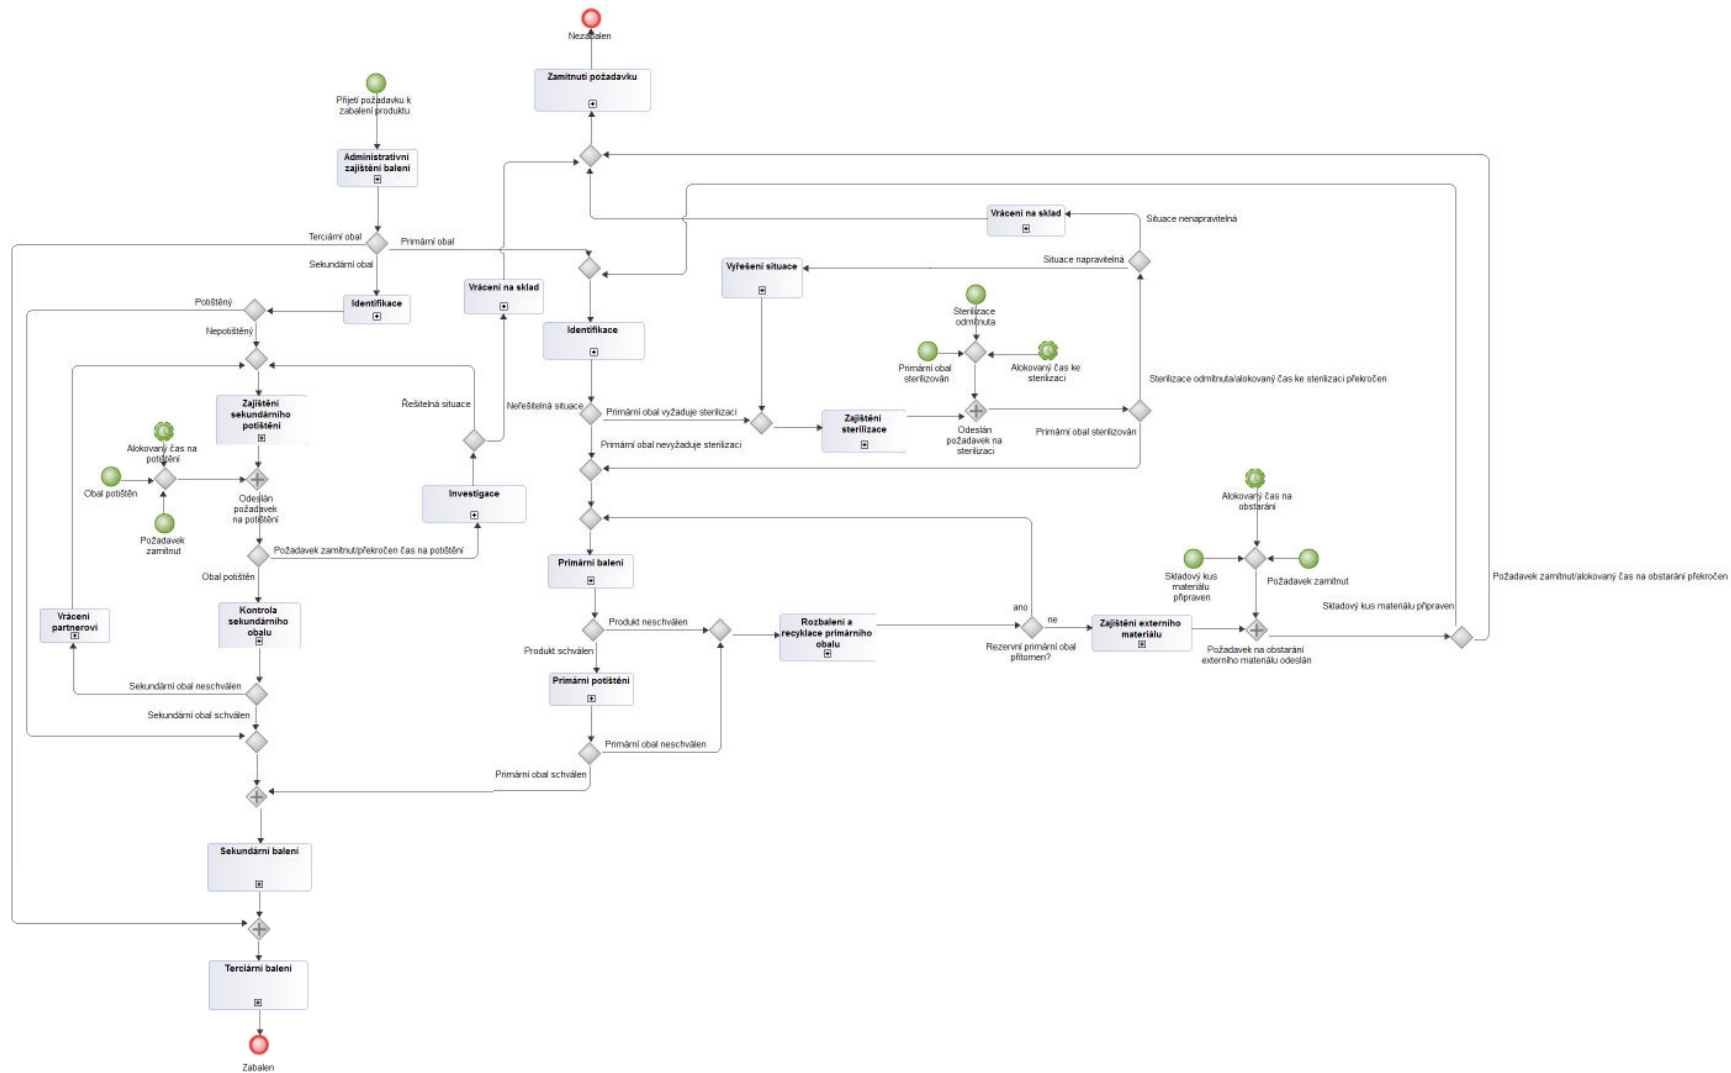 Nezabalen
Zamítnutí požadavku
Přijetí požadavku k
zabalení produktu
Administrativní
zajištění balení
Terciární obal
Primární obal
Sekundární obal
Vrácení na sklad
Situace nenapravitelná
Situace napravitelná
Vyřešení situace
Vrácení na sklad
Identifikace
Potištěný
Nepotištěný
Identifikace
Sterilizace
odmítnuta
Primární obal
sterilizován
Alokovaný čas ke
sterilizaci
Sterilizace odmítnuta/alokovaný čas ke sterilizaci překročen
Zajištění
sekundárního
potištění
Řešitelná situace
Neřešitelná situace
Primární obal vyžaduje sterilizaci
Zajištění
sterilizace
Odeslán
požadavek na
sterilizaci
Primární obal sterilizován
Primární obal nevyžaduje sterilizaci
Alokovaný čas na
potištění
Obal potištěn
Odeslán
požadavek
na potištění
Požadavek
zamítnut
Investigace
Alokovaný čas na
obstarání
Požadavek zamítnut/překročen čas na potištění
Obal potištěn
Primární balení
Skladový kus
materiálu
připraven
Požadavek zamítnut
Požadavek zamítnut/alokovaný čas na obstarání překročen
Skladový kus materiálu připraven
Vrácení
partnerovi
Kontrola
sekundárního
obalu
Produkt neschválen
Produkt schválen
Rozbalení a
recyklace primárního
obalu
ano
ne
Rezervní primární obal
přítomen?
Zajištění externího
materiálu
Požadavek na obstarání
externího materiálu odeslán
Sekundární obal neschválen
Primární potištění
Sekundární obal schválen
Primární obal neschválen
Primární obal schválen
Sekundární balení
Terciární balení
Zabalen